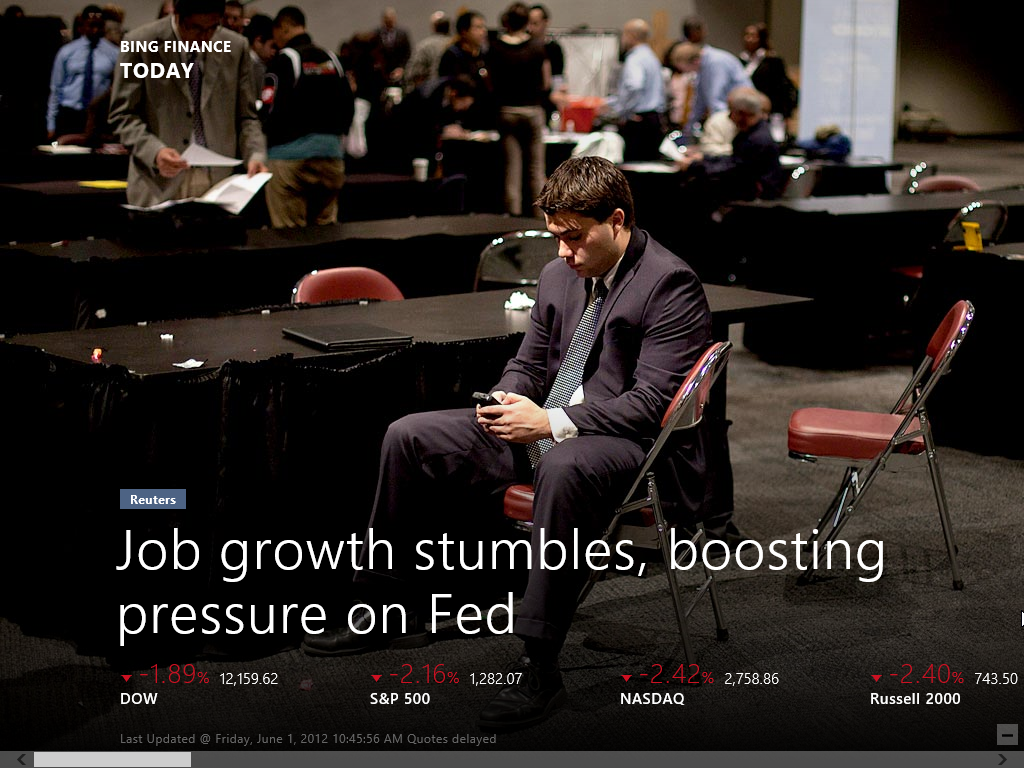 BING FINANCE
TODAY
Reuters
Job growth stumbles, boosting
pressure on Fed
-1.89% 12,159.62
DOW
-2.16% 1,282.07
S&P 500
-2.42% 2,758.86
NASDAQ
-2.40% 743.50
Russell 2000
Last Updated @ Friday, June 1, 2012 10:45:56 AM Quotes delayed